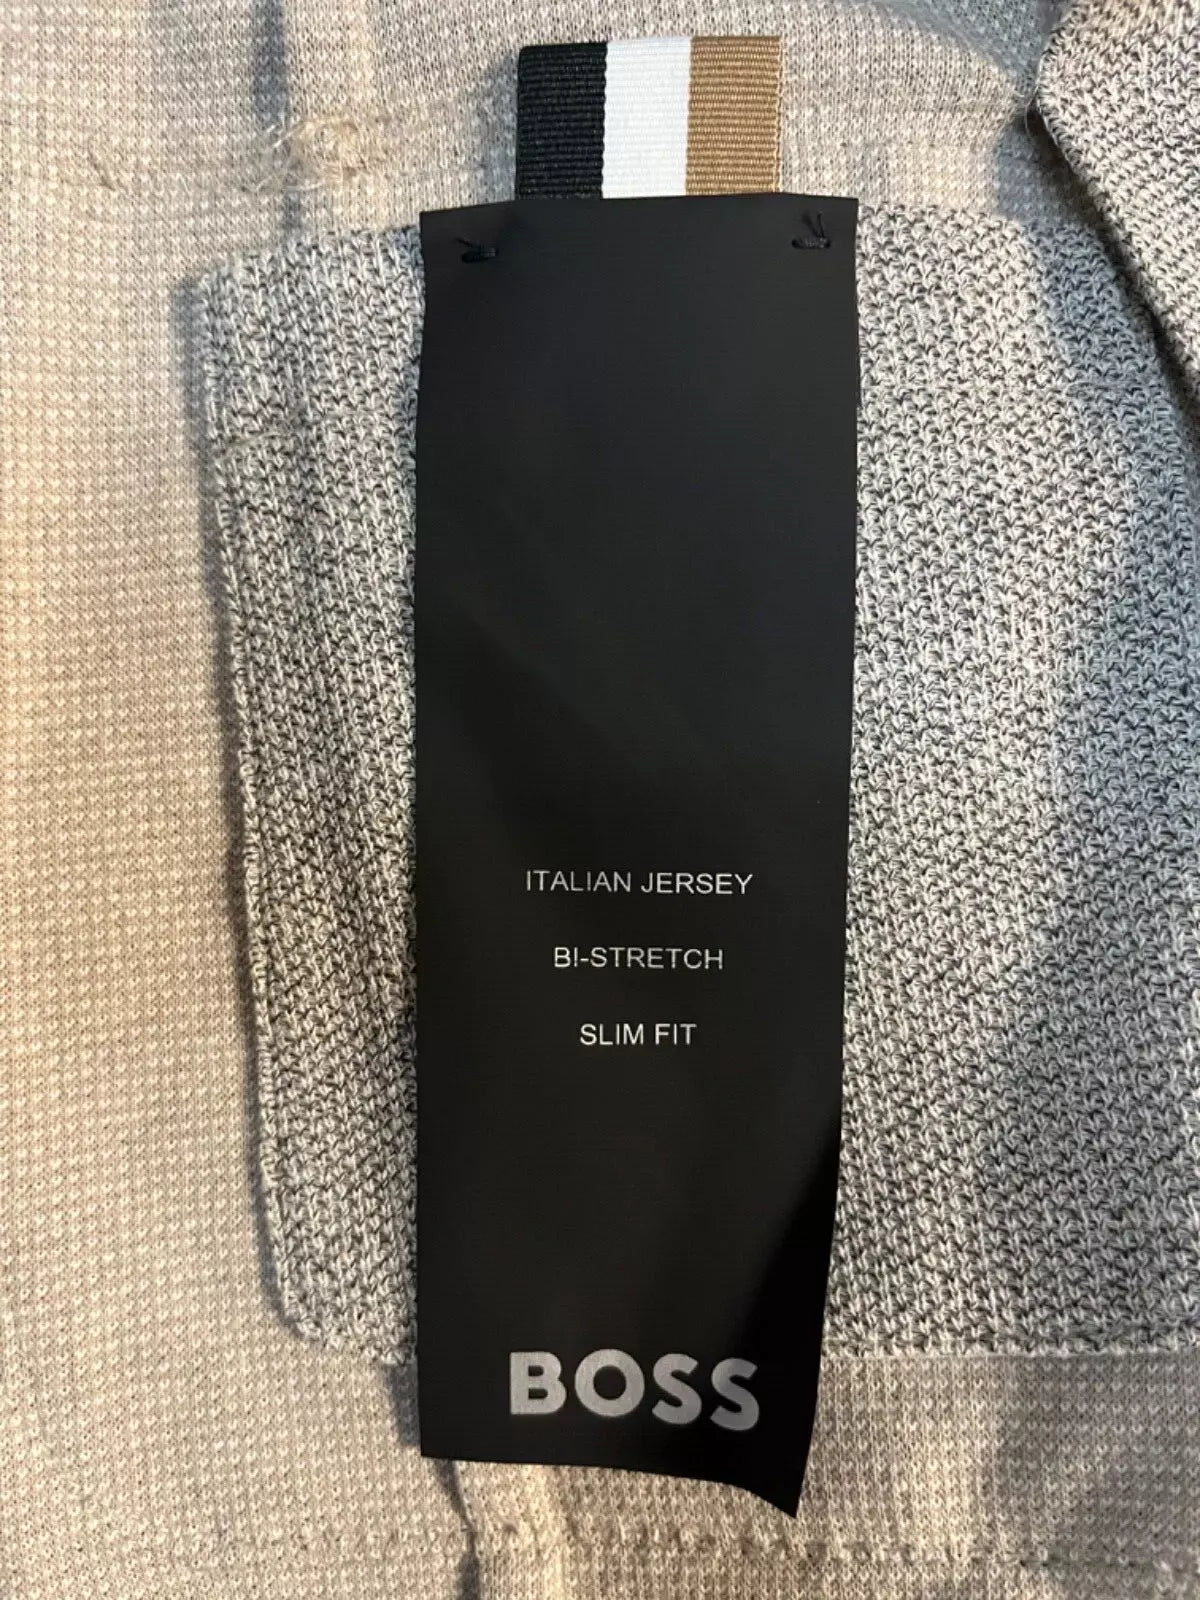 ITALIAN JERSEY
BI-STRETCH
SLIM FIT
BOSS